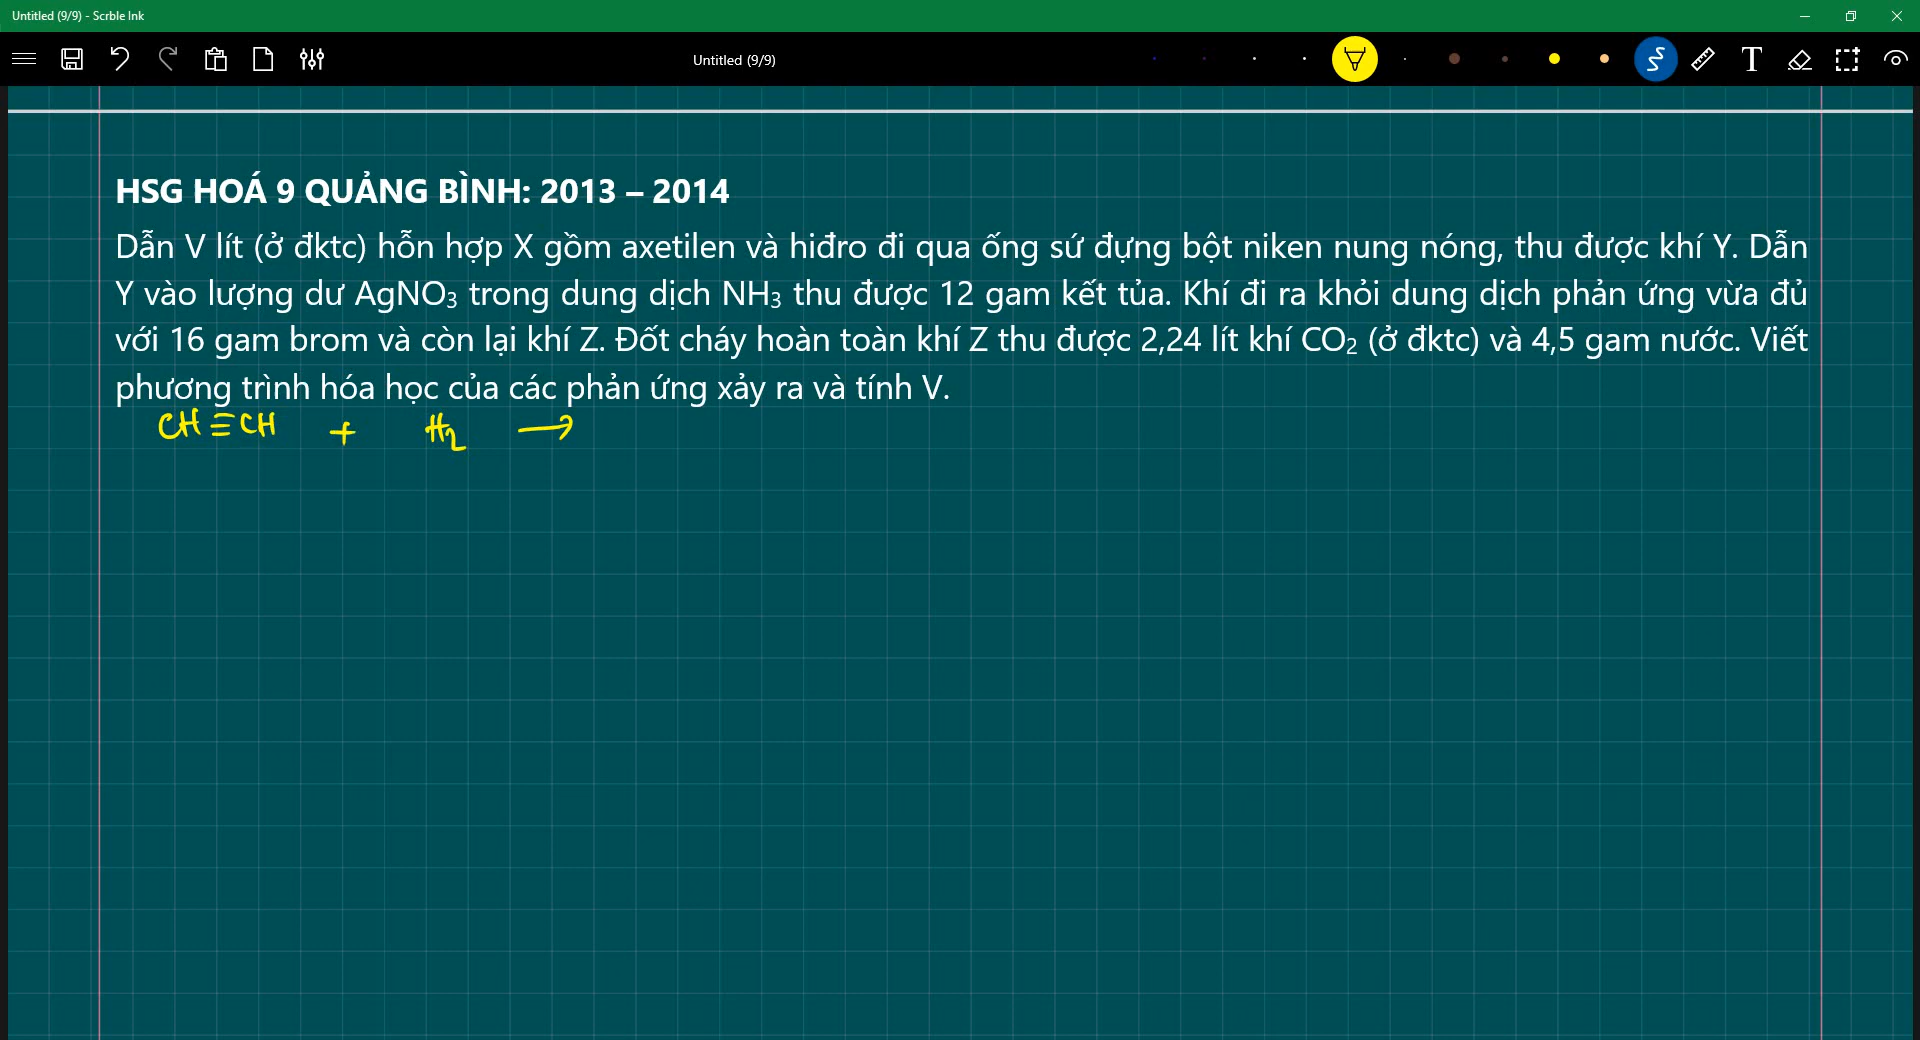 Untitled (9/9) - Scrble Ink
Untitled (9/9)
T
HSG HOÁ 9 QUẢNG BÌNH: 2013 – 2014
Dẫn V lít (ở đktc) hỗn hợp X gồm axetilen và hiđro đi qua ống sứ đựng bột niken nung nóng, thu được khí Y. Dẫn
Y vào lượng dư AgNO₃ trong dung dịch NH₃ thu được 12 gam kết tủa. Khí đi ra khỏi dung dịch phản ứng vừa đủ
với 16 gam brom và còn lại khí Z. Đốt cháy hoàn toàn khí Z thu được 2,24 lít khí CO₂ (ở đktc) và 4,5 gam nước. Viết
phương trình hóa học của các phản ứng xảy ra và tính V.
CH≡CH + H₂ →